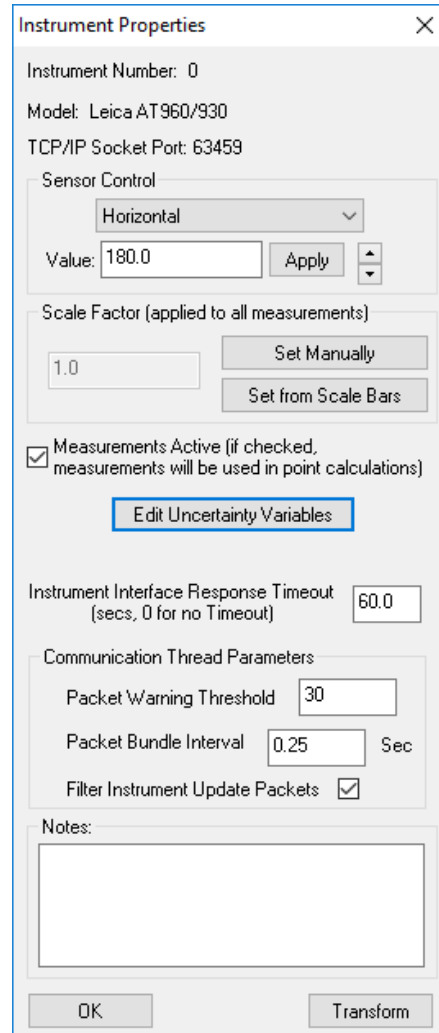 Instrument Properties
Instrument Number: 0
Model: Leica AT960/930
TCP/IP Socket Port: 63459
Sensor Control
Horizontal
Value: 180.0 Apply
Scale Factor (applied to all measurements)
1.0
Set Manually
Set from Scale Bars
Measurements Active (if checked,
measurements will be used in point calculations)
Edit Uncertainty Variables
Instrument Interface Response Timeout
(secs, 0 for no Timeout)
60.0
Communication Thread Parameters
Packet Warning Threshold 30
Packet Bundle Interval 0.25 Sec
Filter Instrument Update Packets
Notes:
OK Transform